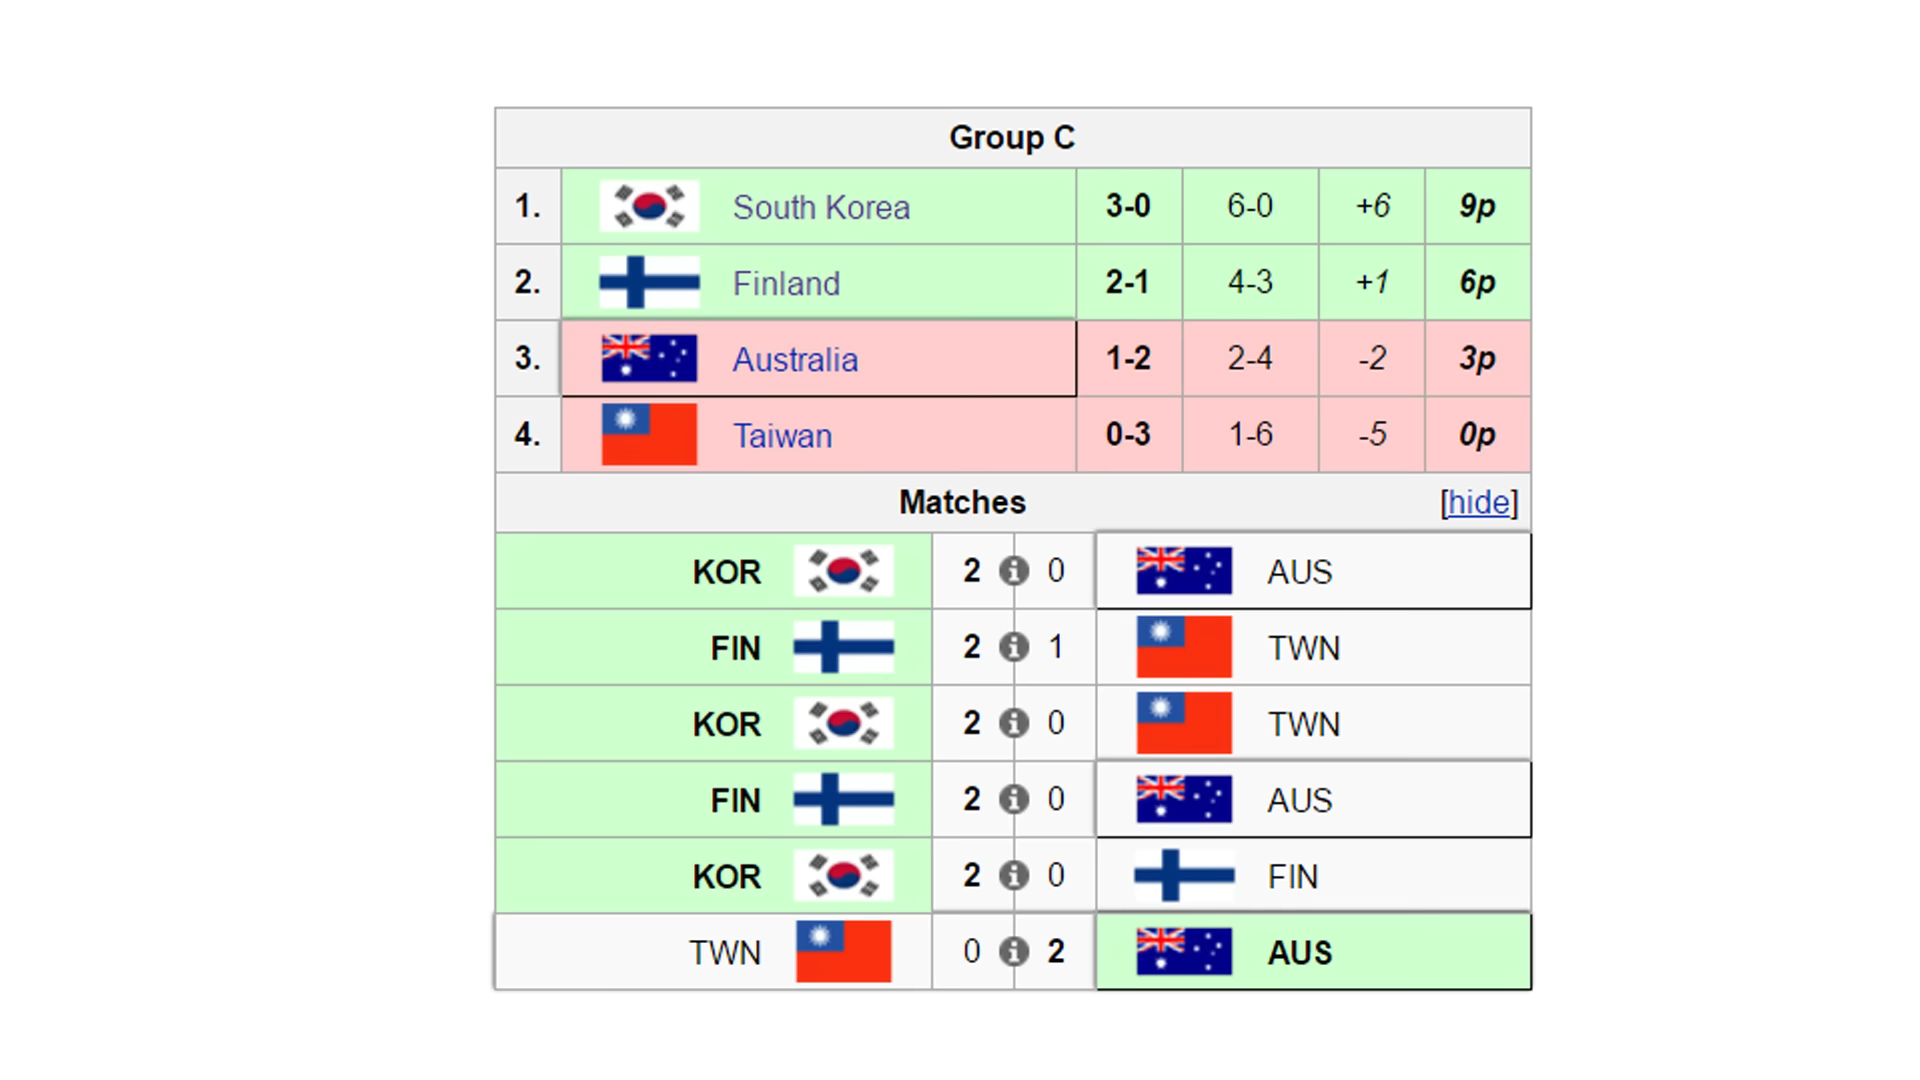 Group C
1. South Korea 3-0 6-0 +6 9p
2. Finland 2-1 4-3 +1 6p
3. Australia 1-2 2-4 -2 3p
4. Taiwan 0-3 1-6 -5 0p
Matches [hide]
KOR 2 i 0 AUS
FIN 2 i 1 TWN
KOR 2 i 0 TWN
FIN 2 i 0 AUS
KOR 2 i 0 FIN
TWN 0 i 2 AUS